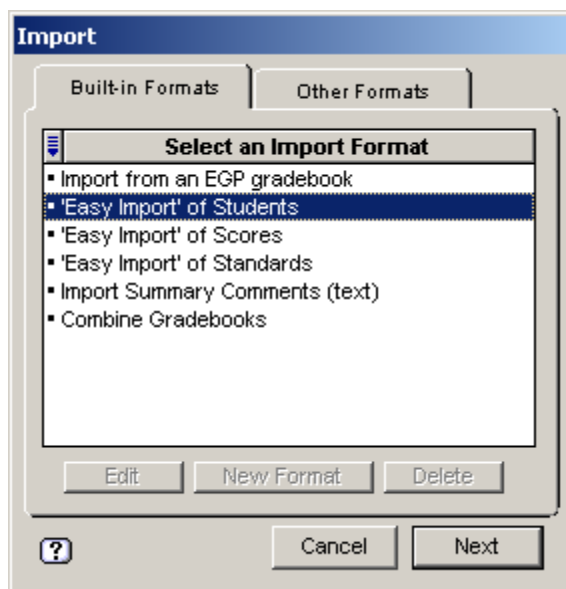 Import
Built-in Formats Other Formats
Select an Import Format
▪ Import from an EGP gradebook
▪ 'Easy Import' of Students
▪ 'Easy Import' of Scores
▪ 'Easy Import' of Standards
▪ Import Summary Comments (text)
▪ Combine Gradebooks
Edit New Format Delete
? Cancel Next